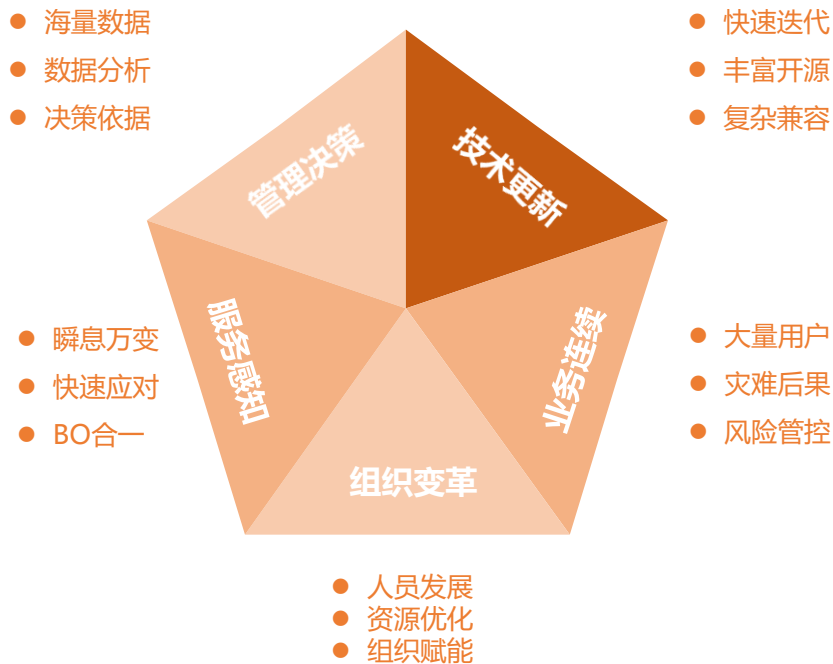 海量数据
数据分析
决策依据
快速迭代
丰富开源
复杂兼容
管理决策
技术更新
服务感知
业务连续
组织变革
瞬息万变
快速应对
BO合一
大量用户
灾难后果
风险管控
人员发展
资源优化
组织赋能